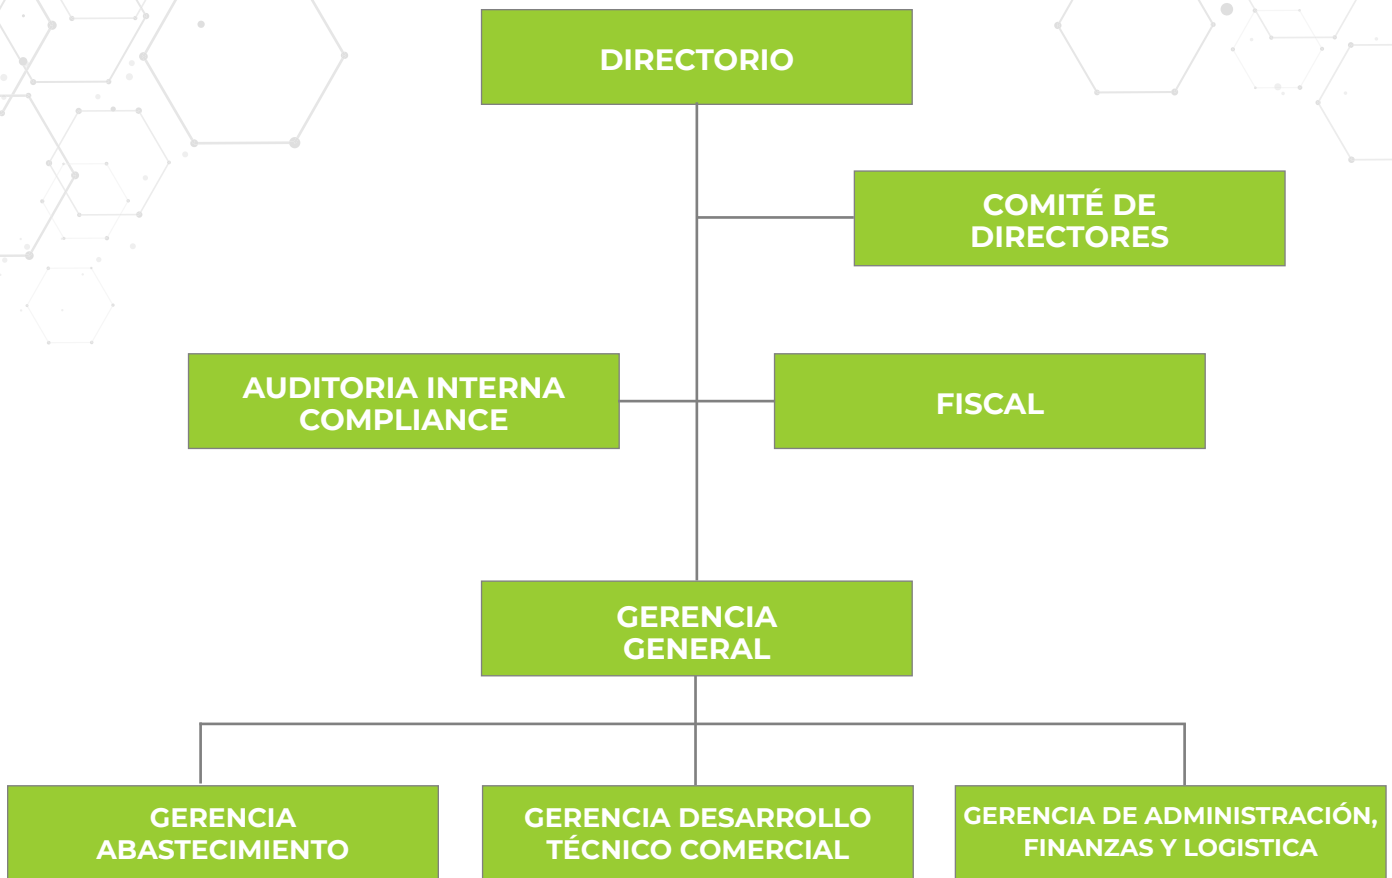 DIRECTORIO
COMITÉ DE
DIRECTORES
AUDITORIA INTERNA
COMPLIANCE
FISCAL
GERENCIA
GENERAL
GERENCIA
ABASTECIMIENTO
GERENCIA DESARROLLO
TÉCNICO COMERCIAL
GERENCIA DE ADMINISTRACIÓN,
FINANZAS Y LOGISTICA